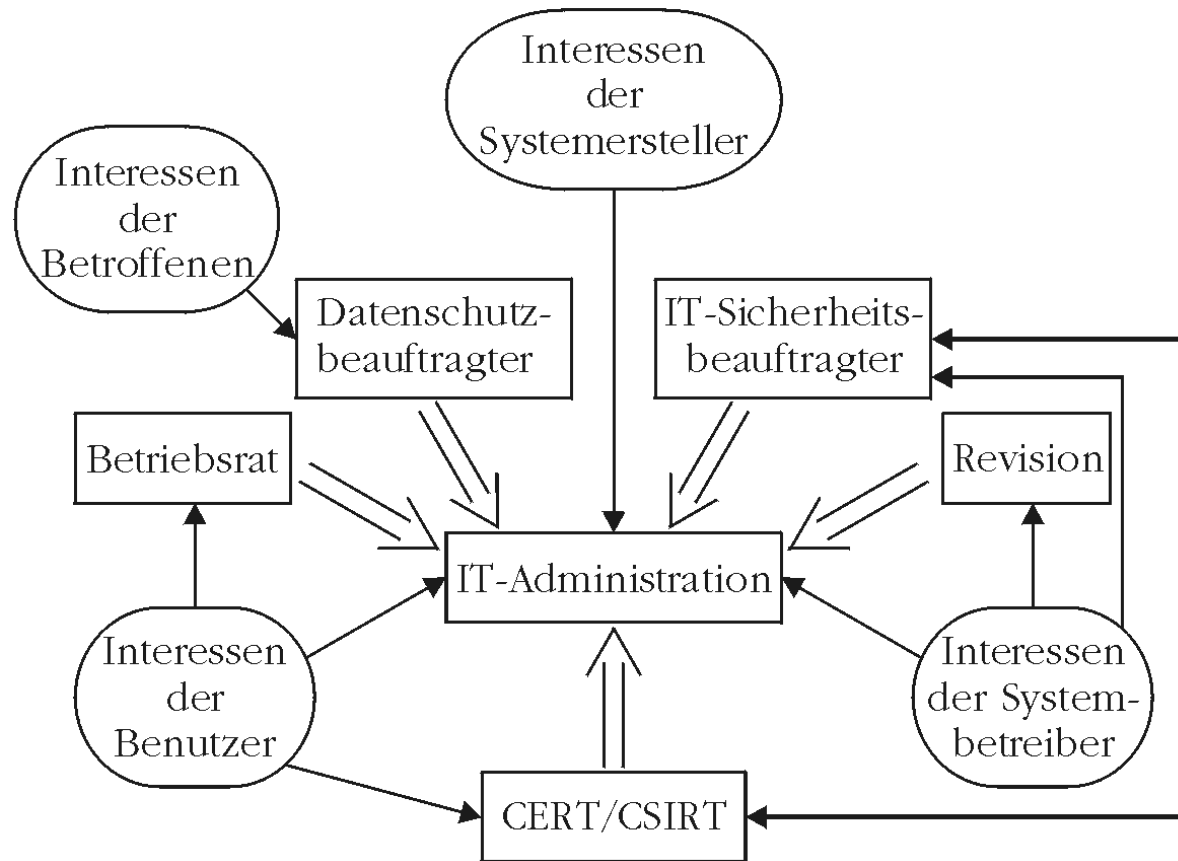 Interessen
der
Systemersteller
Interessen
der
Betroffenen
Datenschutz-
beauftragter
IT-Sicherheits-
beauftragter
Betriebsrat
Revision
IT-Administration
Interessen
der
Benutzer
Interessen
der System-
betreiber
CERT/CSIRT